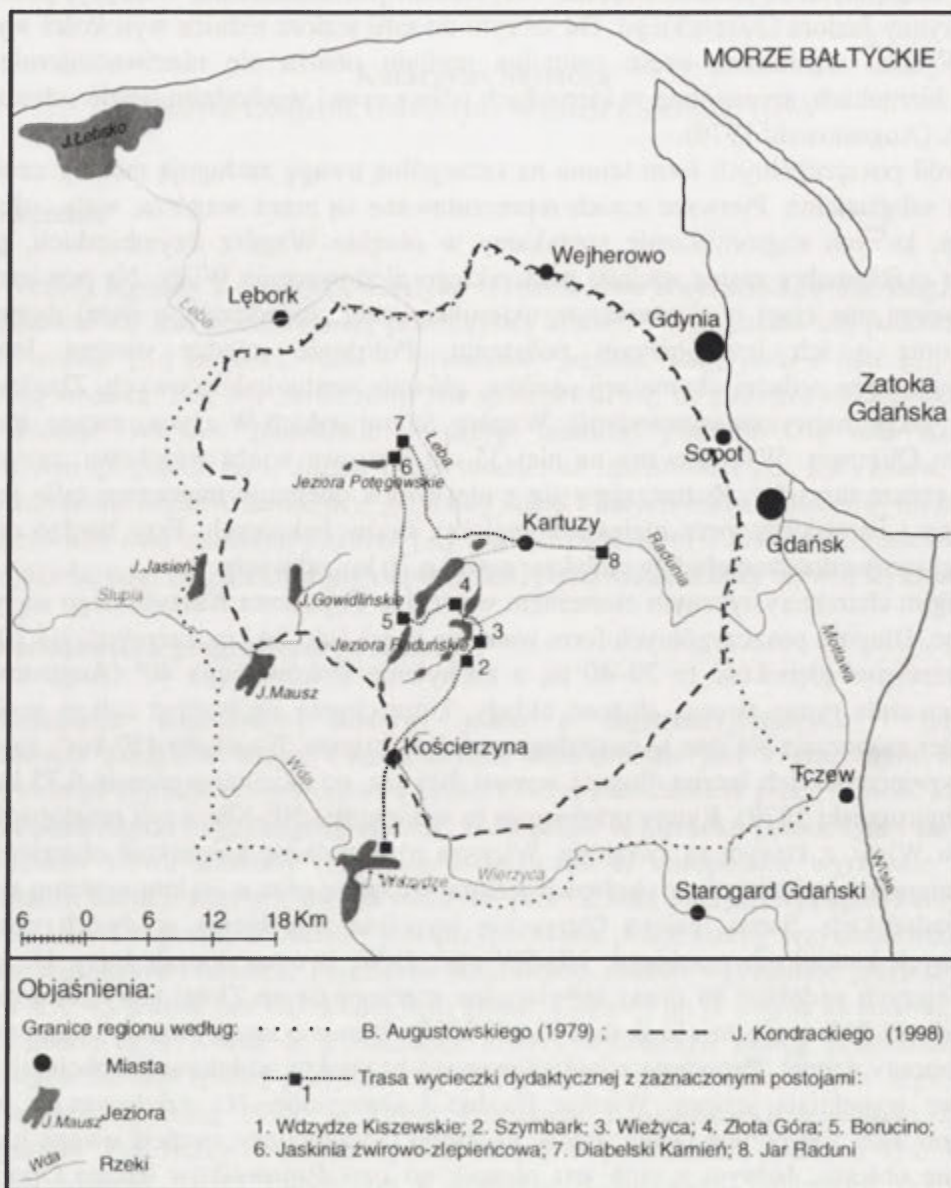 MORZE BAŁTYCKIE
J.Łebsko
Wejherowo
Lębork
Łeba
Gdynia
Zatoka
Gdańska
Sopot
7
6
Łeba
Jeziora Potęgowskie
Kartuzy
Gdańsk
8
Radunia
J.Jasień
J.Gowidlińskie
4
Słupia
5
3
Jeziora Raduńskie
2
Motława
J.Mausz
Kościerzyna
Wda
Tczew
1
Wdzydze
Wierzyca
Wisła
Starogard Gdański
6 0 6 12 18 Km
Objaśnienia:
Granice regionu według: B. Augustowskiego (1979) ; J. Kondrackiego (1998)
Miasta
Trasa wycieczki dydaktycznej z zaznaczonymi postojami:
1
Jeziora
J.Mausz
1. Wdzydze Kiszewskie; 2. Szymbark; 3. Wieżyca; 4. Złota Góra; 5. Borucino;
6. Jaskinia żwirowo-zlepieńcowa; 7. Diabelski Kamień; 8. Jar Raduni
Wda
Rzeki